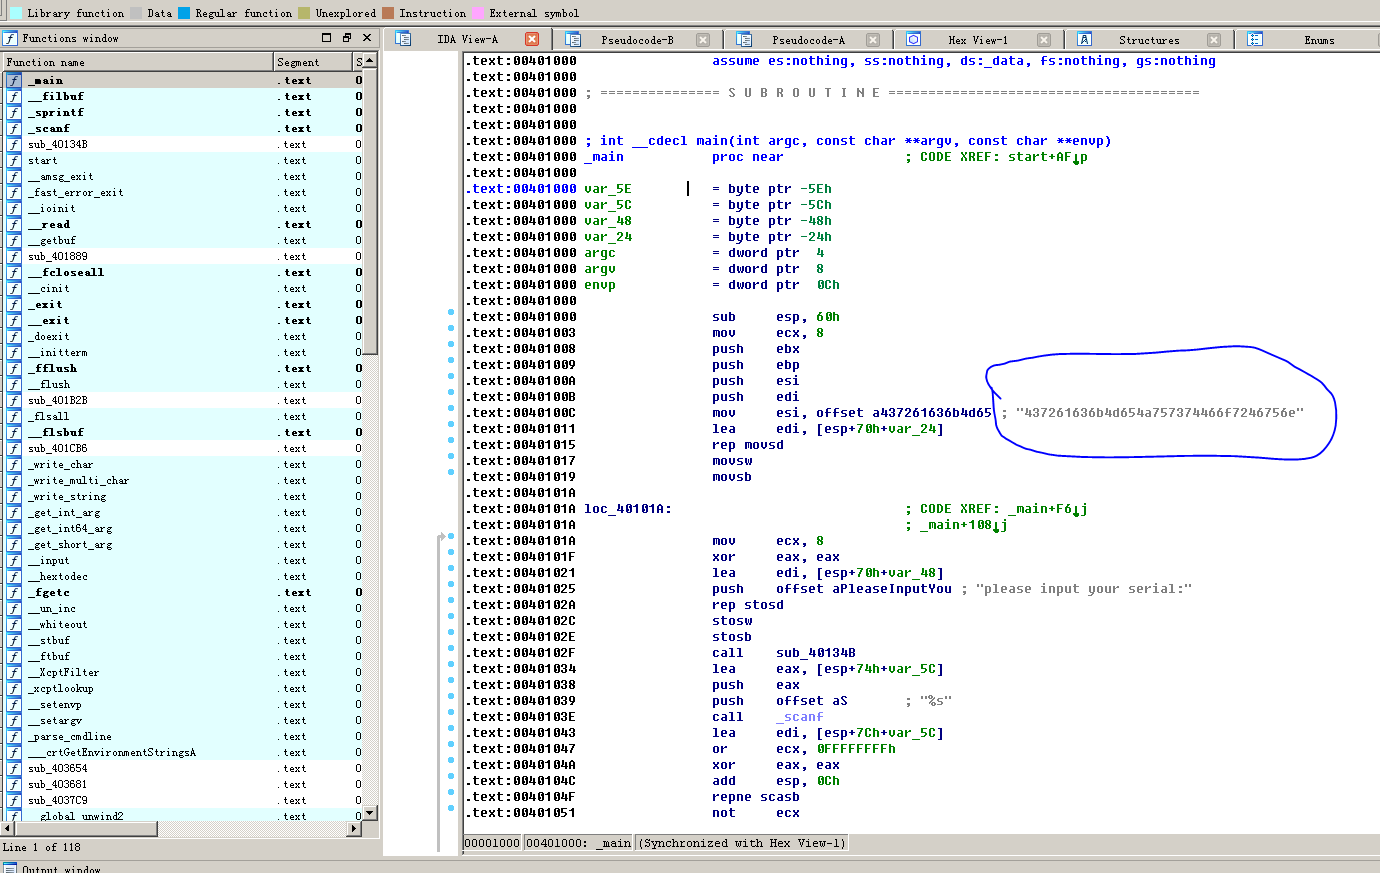 Library function Data Regular function Unexplored Instruction External symbol
Functions window
IDA View-A Pseudocode-B Pseudocode-A Hex View-1 Structures Enums
Function name Segment S
_main .text 0
__filbuf .text 0
_sprintf .text 0
_scanf .text 0
sub_40134B .text 0
start .text 0
__amsg_exit .text 0
_fast_error_exit .text 0
__ioinit .text 0
__read .text 0
__getbuf .text 0
sub_401889 .text 0
__fcloseall .text 0
__cinit .text 0
_exit .text 0
__exit .text 0
_doexit .text 0
__initterm .text 0
_fflush .text 0
__flush .text 0
sub_401B2B .text 0
_flsall .text 0
__flsbuf .text 0
sub_401CB6 .text 0
_write_char .text 0
_write_multi_char .text 0
_write_string .text 0
_get_int_arg .text 0
_get_int64_arg .text 0
_get_short_arg .text 0
__input .text 0
__hextodec .text 0
_fgetc .text 0
__un_inc .text 0
__whiteout .text 0
__stbuf .text 0
__ftbuf .text 0
__XcptFilter .text 0
_xcptlookup .text 0
__setenvp .text 0
__setargv .text 0
_parse_cmdline .text 0
___crtGetEnvironmentStringsA .text 0
sub_403654 .text 0
sub_403681 .text 0
sub_4037C9 .text 0
global unwind2 .text 0
Line 1 of 118
Output window
.text:00401000 assume es:nothing, ss:nothing, ds:_data, fs:nothing, gs:nothing
.text:00401000
.text:00401000 ; =============== S U B R O U T I N E =======================================
.text:00401000
.text:00401000
.text:00401000 ; int __cdecl main(int argc, const char **argv, const char **envp)
.text:00401000 _main proc near ; CODE XREF: start+AF↓p
.text:00401000
.text:00401000 var_5E = byte ptr -5Eh
.text:00401000 var_5C = byte ptr -5Ch
.text:00401000 var_48 = byte ptr -48h
.text:00401000 var_24 = byte ptr -24h
.text:00401000 argc = dword ptr 4
.text:00401000 argv = dword ptr 8
.text:00401000 envp = dword ptr 0Ch
.text:00401000
.text:00401000 sub esp, 60h
.text:00401003 mov ecx, 8
.text:00401008 push ebx
.text:00401009 push ebp
.text:0040100A push esi
.text:0040100B push edi
.text:0040100C mov esi, offset a437261636b4d65 ; "437261636b4d654a757374466f7246756e"
.text:00401011 lea edi, [esp+70h+var_24]
.text:00401015 rep movsd
.text:00401017 movsw
.text:00401019 movsb
.text:0040101A
.text:0040101A loc_40101A: ; CODE XREF: _main+F6↓j
.text:0040101A ; _main+108↓j
.text:0040101A mov ecx, 8
.text:0040101F xor eax, eax
.text:00401021 lea edi, [esp+70h+var_48]
.text:00401025 push offset aPleaseInputYou ; "please input your serial:"
.text:0040102A rep stosd
.text:0040102C stosw
.text:0040102E stosb
.text:0040102F call sub_40134B
.text:00401034 lea eax, [esp+74h+var_5C]
.text:00401038 push eax
.text:00401039 push offset aS ; "%s"
.text:0040103E call _scanf
.text:00401043 lea edi, [esp+7Ch+var_5C]
.text:00401047 or ecx, 0FFFFFFFFh
.text:0040104A xor eax, eax
.text:0040104C add esp, 0Ch
.text:0040104F repne scasb
.text:00401051 not ecx
00001000 00401000: _main (Synchronized with Hex View-1)